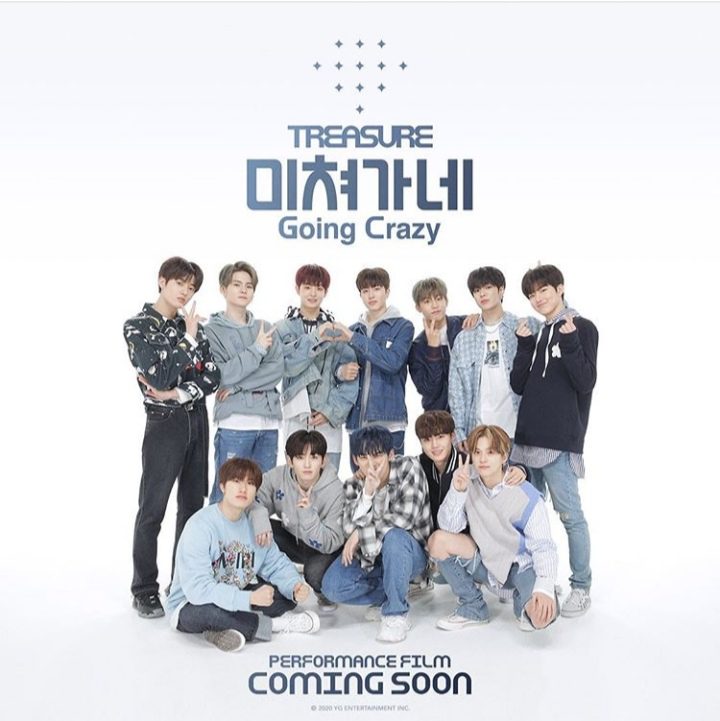 TREASURE
미쳐가네
Going Crazy
PERFORMANCE FILM
COMING SOON
© 2020 YG ENTERTAINMENT INC.